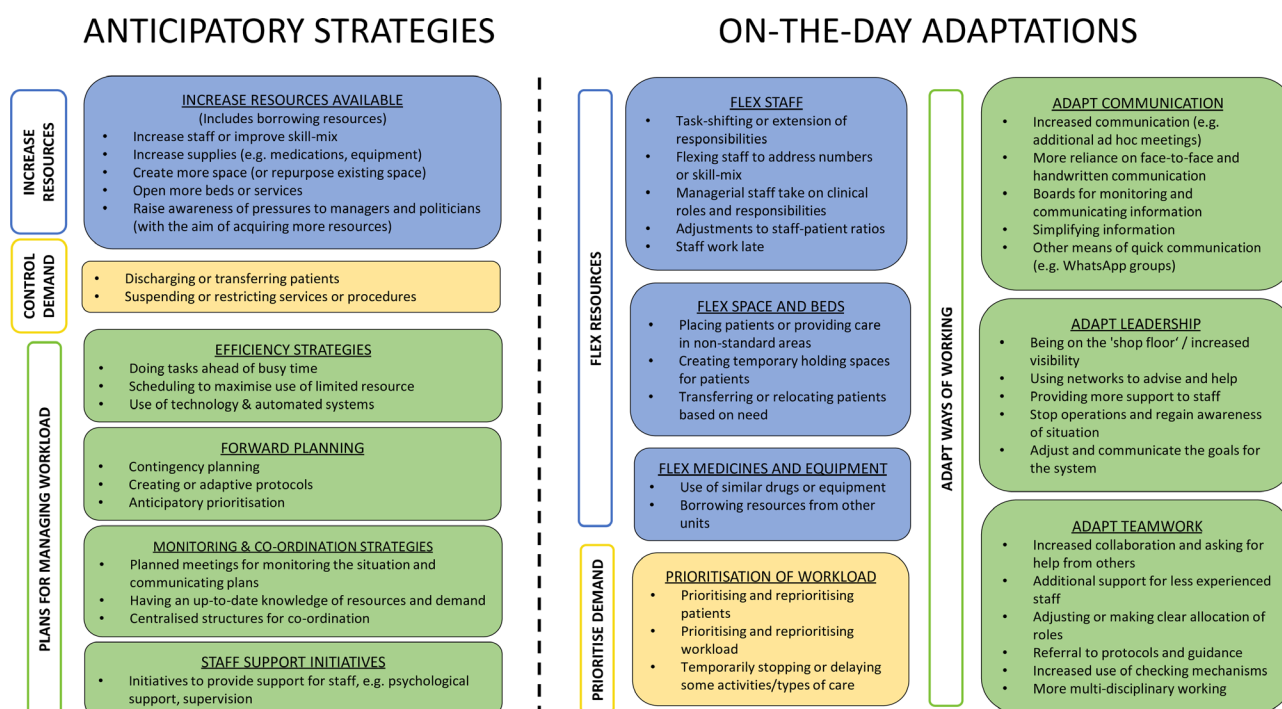 ANTICIPATORY STRATEGIES
INCREASE
RESOURCES
INCREASE RESOURCES AVAILABLE
(Includes borrowing resources)
• Increase staff or improve skill-mix
• Increase supplies (e.g. medications, equipment)
• Create more space (or repurpose existing space)
• Open more beds or services
• Raise awareness of pressures to managers and politicians
(with the aim of acquiring more resources)
CONTROL
DEMAND
• Discharging or transferring patients
• Suspending or restricting services or procedures
PLANS FOR MANAGING WORKLOAD
EFFICIENCY STRATEGIES
• Doing tasks ahead of busy time
• Scheduling to maximise use of limited resource
• Use of technology & automated systems
FORWARD PLANNING
• Contingency planning
• Creating or adaptive protocols
• Anticipatory prioritisation
MONITORING & CO-ORDINATION STRATEGIES
• Planned meetings for monitoring the situation and
communicating plans
• Having an up-to-date knowledge of resources and demand
• Centralised structures for co-ordination
STAFF SUPPORT INITIATIVES
• Initiatives to provide support for staff, e.g. psychological
support, supervision
ON-THE-DAY ADAPTATIONS
FLEX RESOURCES
FLEX STAFF
• Task-shifting or extension of
responsibilities
• Flexing staff to address numbers
or skill-mix
• Managerial staff take on clinical
roles and responsibilities
• Adjustments to staff-patient ratios
• Staff work late
FLEX SPACE AND BEDS
• Placing patients or providing care
in non-standard areas
• Creating temporary holding spaces
for patients
• Transferring or relocating patients
based on need
FLEX MEDICINES AND EQUIPMENT
• Use of similar drugs or equipment
• Borrowing resources from other
units
PRIORITISE DEMAND
PRIORITISATION OF WORKLOAD
• Prioritising and reprioritising
patients
• Prioritising and reprioritising
workload
• Temporarily stopping or delaying
some activities/types of care
ADAPT WAYS OF WORKING
ADAPT COMMUNICATION
• Increased communication (e.g.
additional ad hoc meetings)
• More reliance on face-to-face and
handwritten communication
• Boards for monitoring and
communicating information
• Simplifying information
• Other means of quick communication
(e.g. WhatsApp groups)
ADAPT LEADERSHIP
• Being on the 'shop floor‘ / increased
visibility
• Using networks to advise and help
• Providing more support to staff
• Stop operations and regain awareness
of situation
• Adjust and communicate the goals for
the system
ADAPT TEAMWORK
• Increased collaboration and asking for
help from others
• Additional support for less experienced
staff
• Adjusting or making clear allocation of
roles
• Referral to protocols and guidance
• Increased use of checking mechanisms
• More multi-disciplinary working